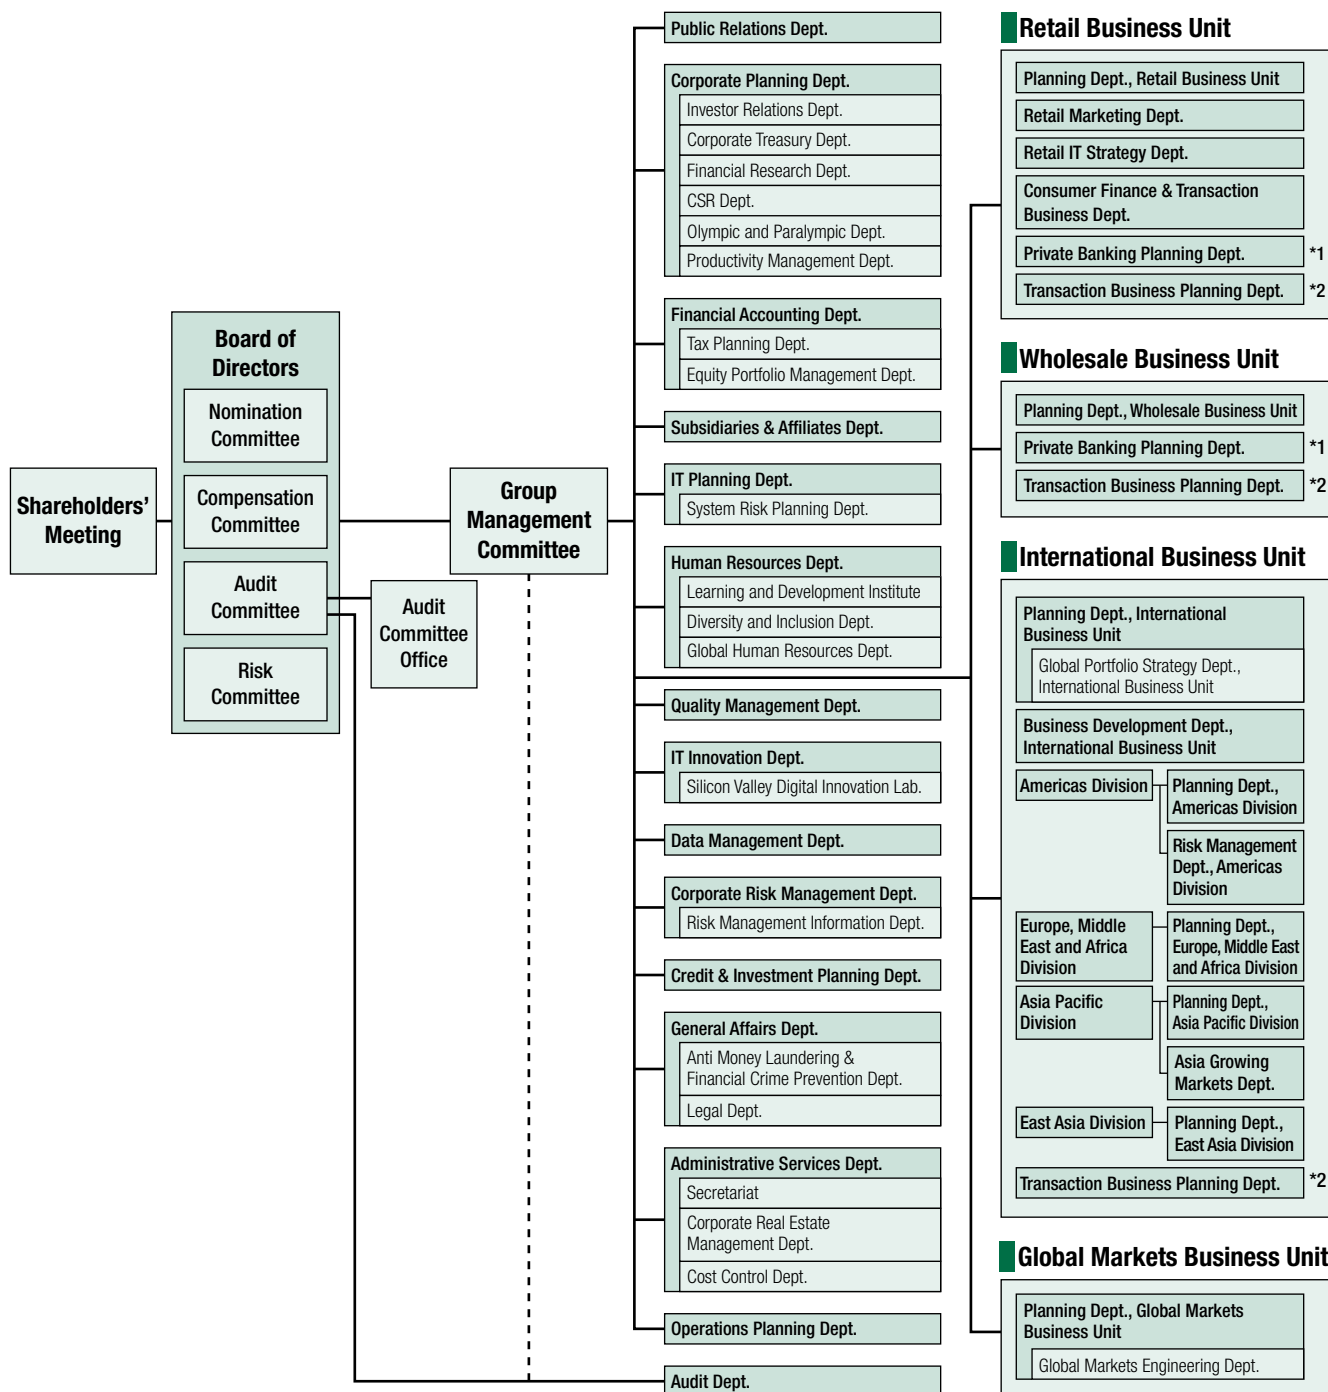 Shareholders'
Meeting
Board of
Directors
Nomination
Committee
Compensation
Committee
Audit
Committee
Risk
Committee
Audit
Committee
Office
Group
Management
Committee
Public Relations Dept.
Corporate Planning Dept.
Investor Relations Dept.
Corporate Treasury Dept.
Financial Research Dept.
CSR Dept.
Olympic and Paralympic Dept.
Productivity Management Dept.
Financial Accounting Dept.
Tax Planning Dept.
Equity Portfolio Management Dept.
Subsidiaries & Affiliates Dept.
IT Planning Dept.
System Risk Planning Dept.
Human Resources Dept.
Learning and Development Institute
Diversity and Inclusion Dept.
Global Human Resources Dept.
Quality Management Dept.
IT Innovation Dept.
Silicon Valley Digital Innovation Lab.
Data Management Dept.
Corporate Risk Management Dept.
Risk Management Information Dept.
Credit & Investment Planning Dept.
General Affairs Dept.
Anti Money Laundering &
Financial Crime Prevention Dept.
Legal Dept.
Administrative Services Dept.
Secretariat
Corporate Real Estate
Management Dept.
Cost Control Dept.
Operations Planning Dept.
Audit Dept.
Retail Business Unit
Planning Dept., Retail Business Unit
Retail Marketing Dept.
Retail IT Strategy Dept.
Consumer Finance & Transaction
Business Dept.
Private Banking Planning Dept. *1
Transaction Business Planning Dept. *2
Wholesale Business Unit
Planning Dept., Wholesale Business Unit
Private Banking Planning Dept. *1
Transaction Business Planning Dept. *2
International Business Unit
Planning Dept., International
Business Unit
Global Portfolio Strategy Dept.,
International Business Unit
Business Development Dept.,
International Business Unit
Americas Division
Planning Dept.,
Americas Division
Risk Management
Dept., Americas
Division
Europe, Middle
East and Africa
Division
Planning Dept.,
Europe, Middle East
and Africa Division
Asia Pacific
Division
Planning Dept.,
Asia Pacific Division
Asia Growing
Markets Dept.
East Asia Division
Planning Dept.,
East Asia Division
Transaction Business Planning Dept. *2
Global Markets Business Unit
Planning Dept., Global Markets
Business Unit
Global Markets Engineering Dept.